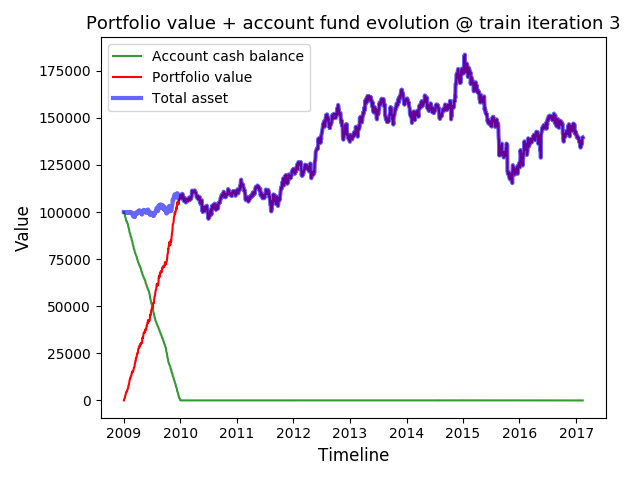 Portfolio value + account fund evolution @ train iteration 3
Account cash balance
Portfolio value
Total asset
175000
150000
125000
100000
75000
50000
25000
0
Value
2009 2010 2011 2012 2013 2014 2015 2016 2017
Timeline